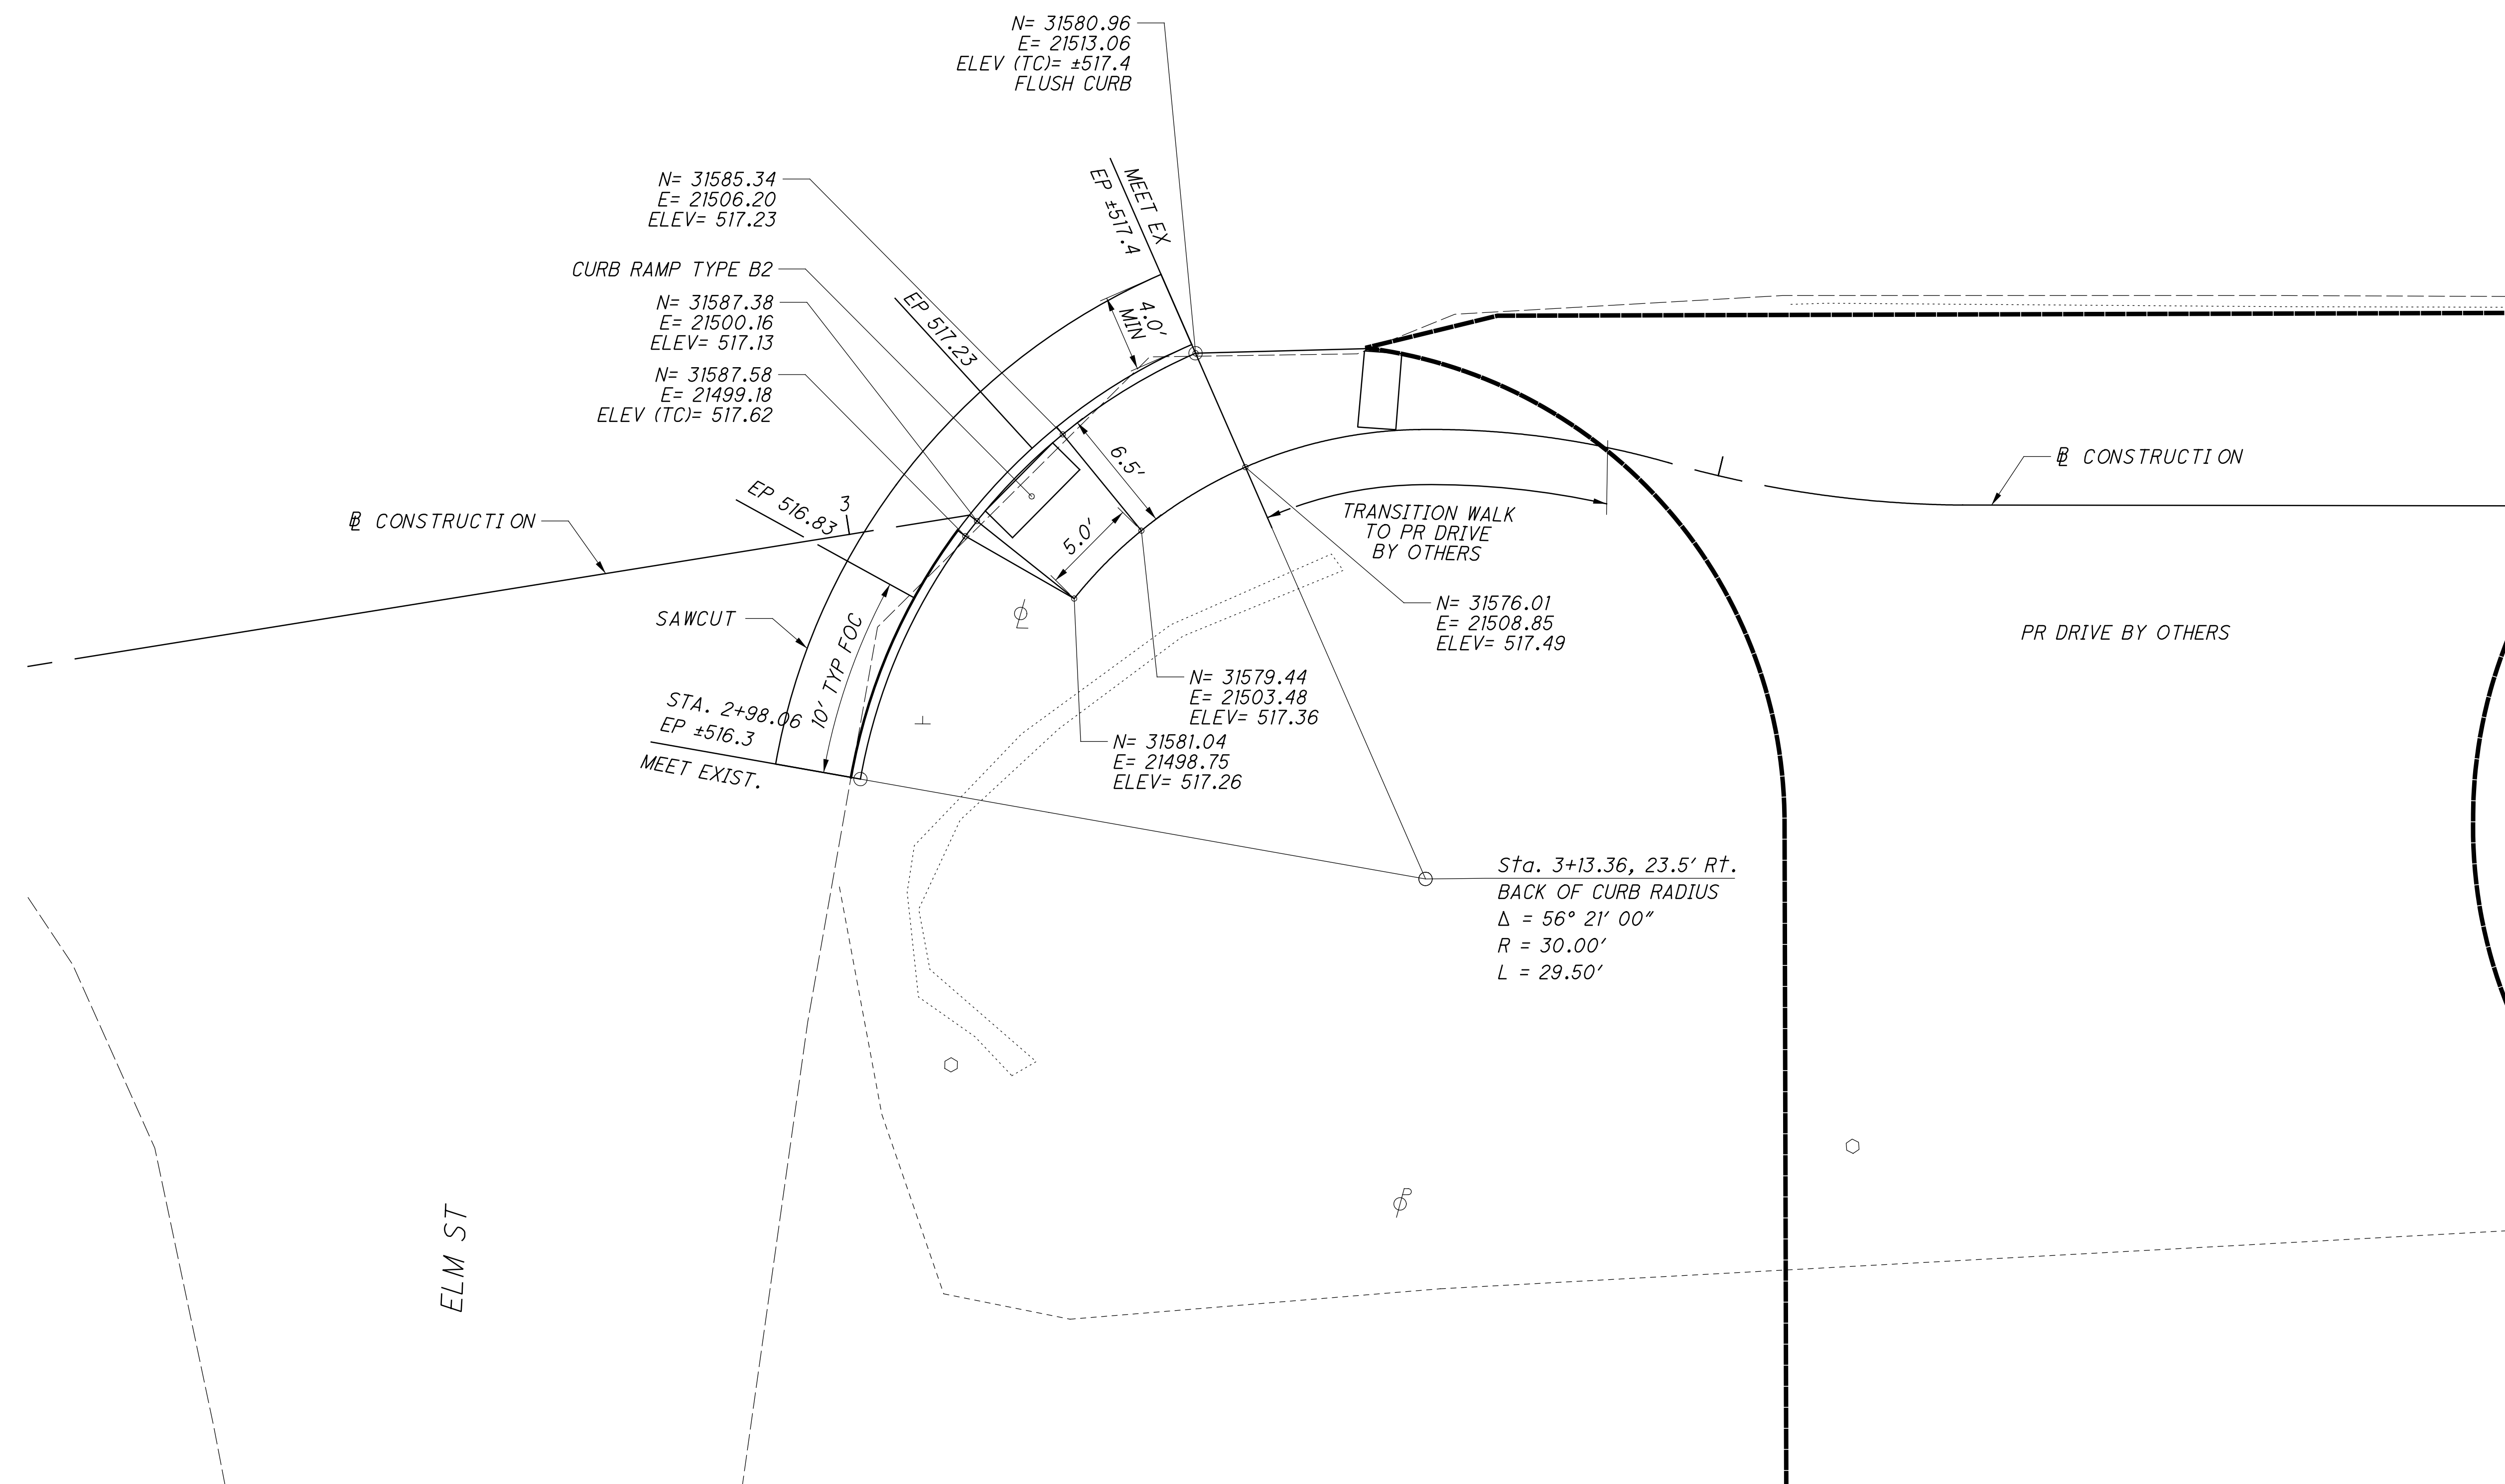 N= 31580.96
E= 21513.06
ELEV (TC)= ±517.4
FLUSH CURB
MEET EX
EP ±517.4
N= 31585.34
E= 21506.20
ELEV= 517.23
CURB RAMP TYPE B2
N= 31587.38
E= 21500.16
ELEV= 517.13
N= 31587.58
E= 21499.18
ELEV (TC)= 517.62
EP 517.23
4.0'
MIN
6.5'
5.0'
EP 516.83
3
℄ CONSTRUCTION
SAWCUT
10' TYP FOC
STA. 2+98.06
EP ±516.3
MEET EXIST.
TRANSITION WALK
TO PR DRIVE
BY OTHERS
℄ CONSTRUCTION
N= 31576.01
E= 21508.85
ELEV= 517.49
PR DRIVE BY OTHERS
N= 31579.44
E= 21503.48
ELEV= 517.36
N= 31581.04
E= 21498.75
ELEV= 517.26
Sta. 3+13.36, 23.5' Rt.
BACK OF CURB RADIUS
Δ = 56° 21' 00"
R = 30.00'
L = 29.50'
ELM ST